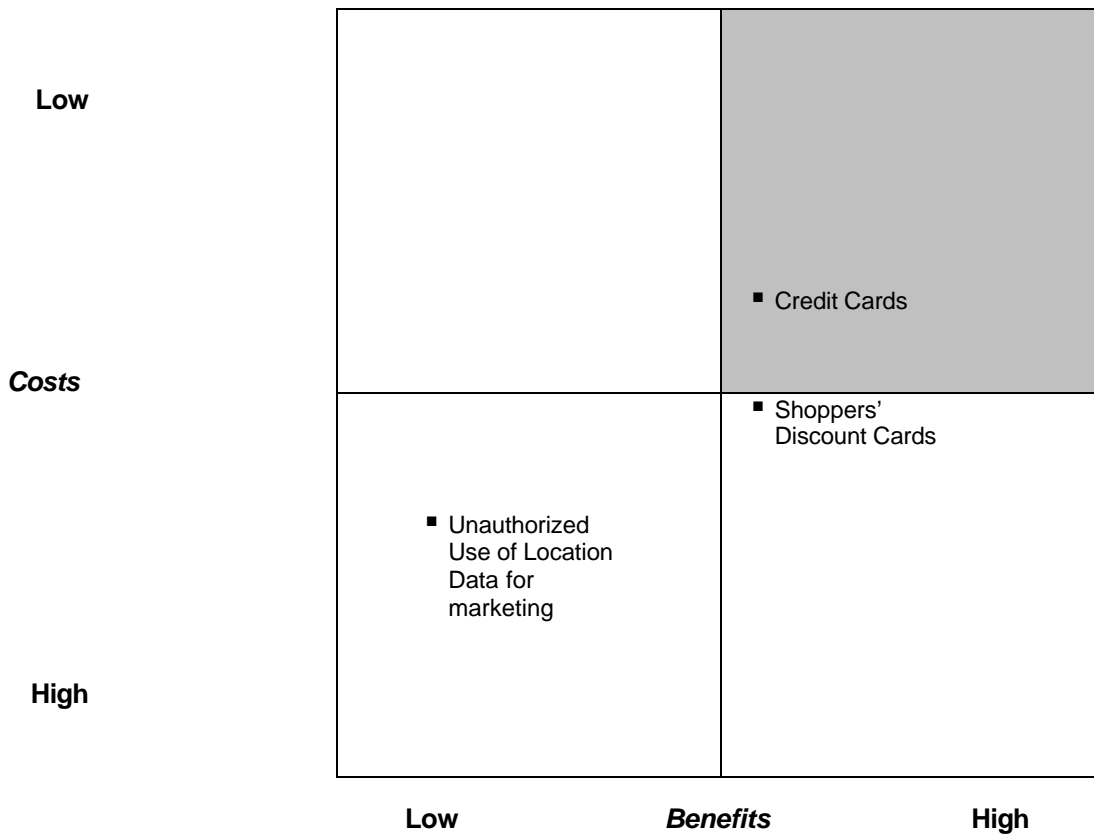 Low
▪ Credit Cards
Costs
▪ Shoppers’
Discount Cards
▪ Unauthorized
Use of Location
Data for
marketing
High
Low
Benefits
High